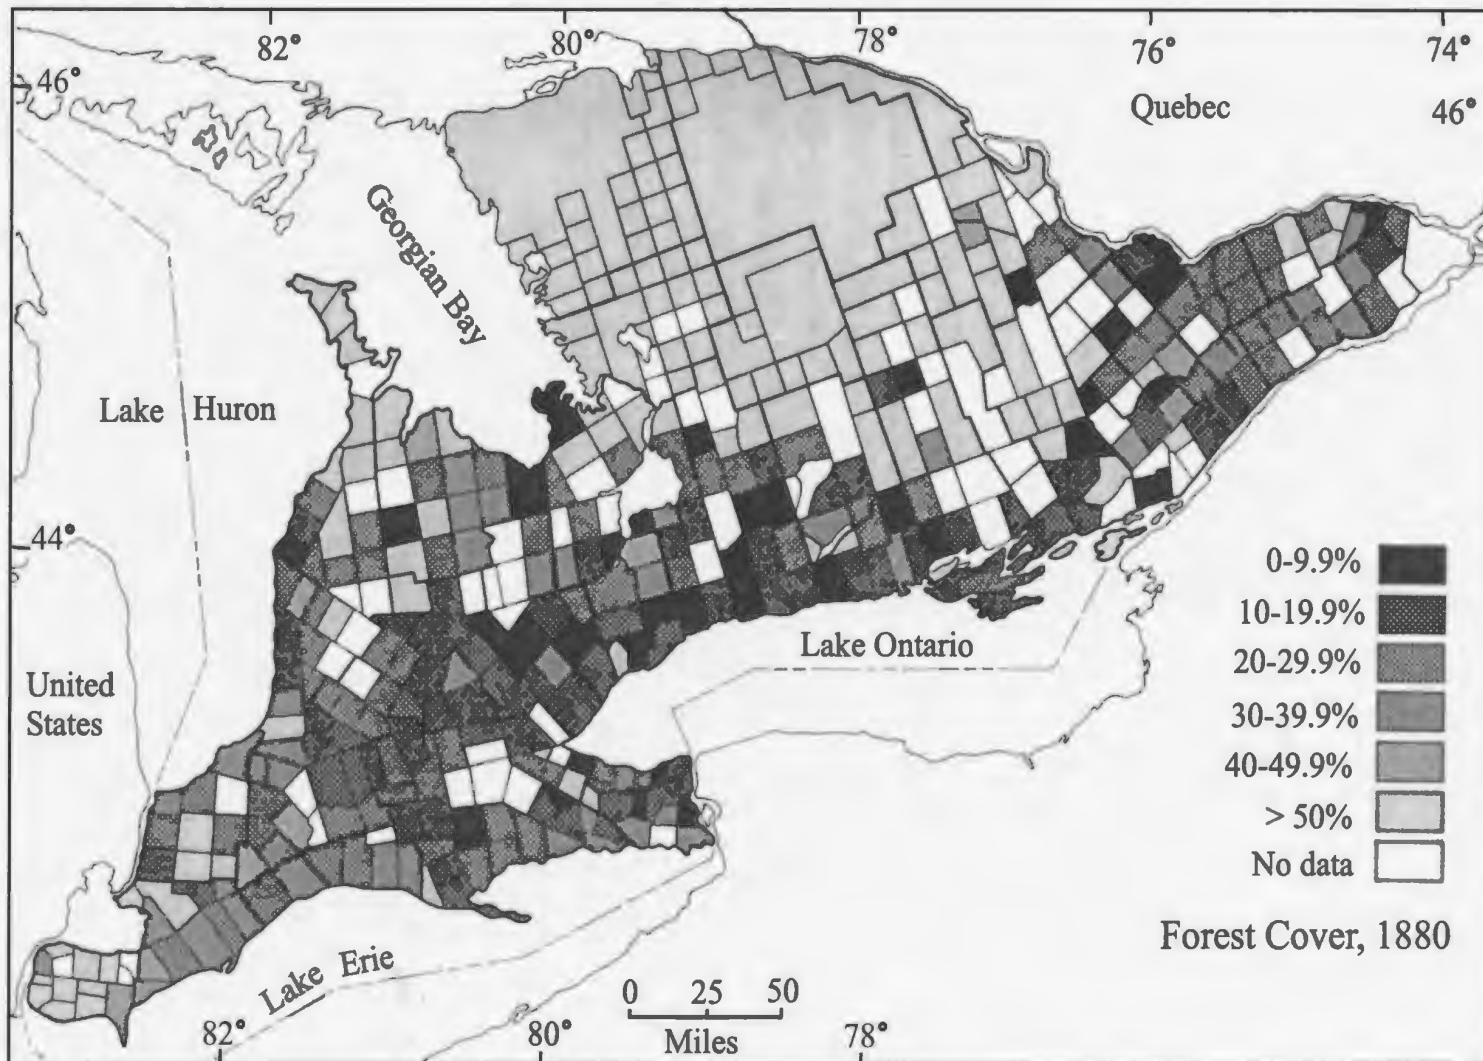 82°
80°
78°
76°
74°
46°
Quebec
46°
Georgian Bay
Lake Huron
44°
0-9.9%
10-19.9%
20-29.9%
30-39.9%
40-49.9%
> 50%
No data
Lake Ontario
United
States
Forest Cover, 1880
Lake Erie
0 25 50
Miles
82°
80°
78°